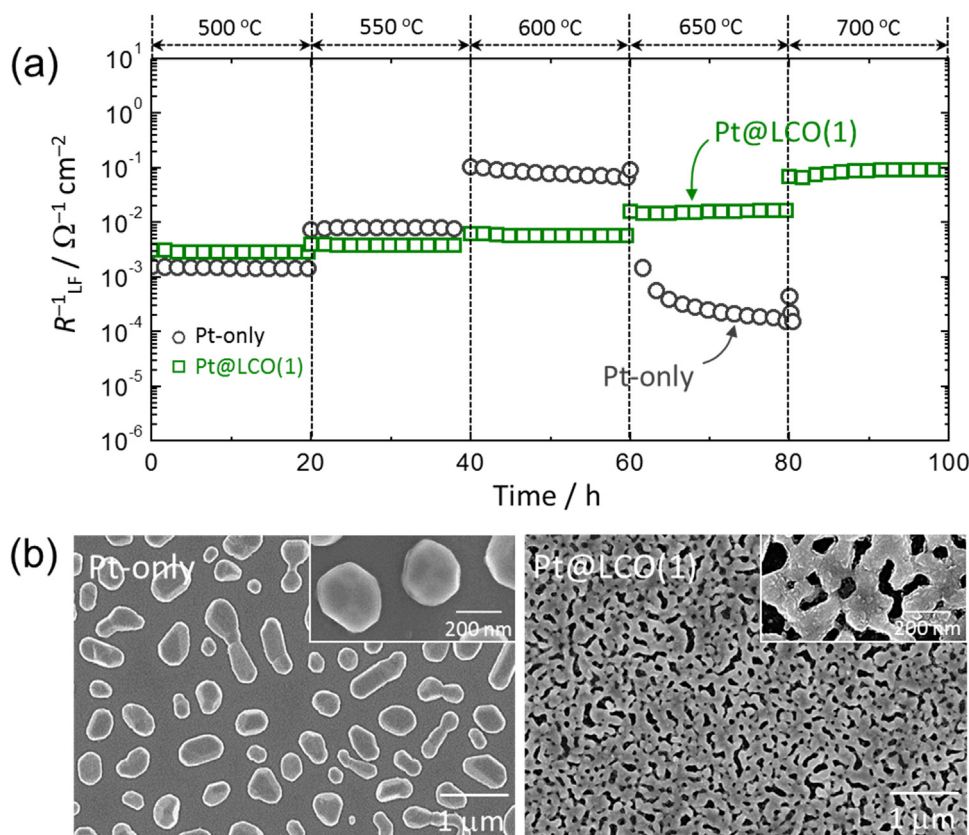 500 °C 550 °C 600 °C 650 °C 700 °C
(a)
10¹
10⁰
10⁻¹
10⁻²
10⁻³
10⁻⁴
10⁻⁵
10⁻⁶
R⁻¹LF / Ω⁻¹ cm⁻²
Pt@LCO(1)
Pt-only
Pt@LCO(1)
Pt-only
0 20 40 60 80 100
Time / h
(b)
Pt-only
200 nm
1 μm
Pt@LCO(1)
200 nm
1 μm